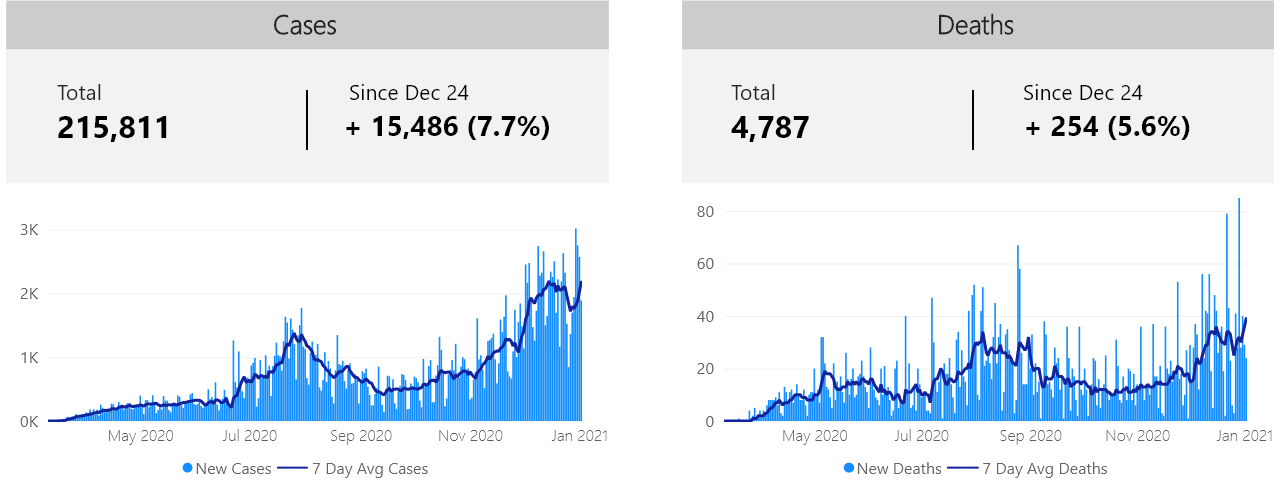 Cases
Total
Since Dec 24
215,811
+ 15,486 (7.7%)
3K
2K
1K
0K
May 2020 Jul 2020 Sep 2020 Nov 2020 Jan 2021
New Cases 7 Day Avg Cases
Deaths
Total
Since Dec 24
4,787
+ 254 (5.6%)
80
60
40
20
0
May 2020 Jul 2020 Sep 2020 Nov 2020 Jan 2021
New Deaths 7 Day Avg Deaths